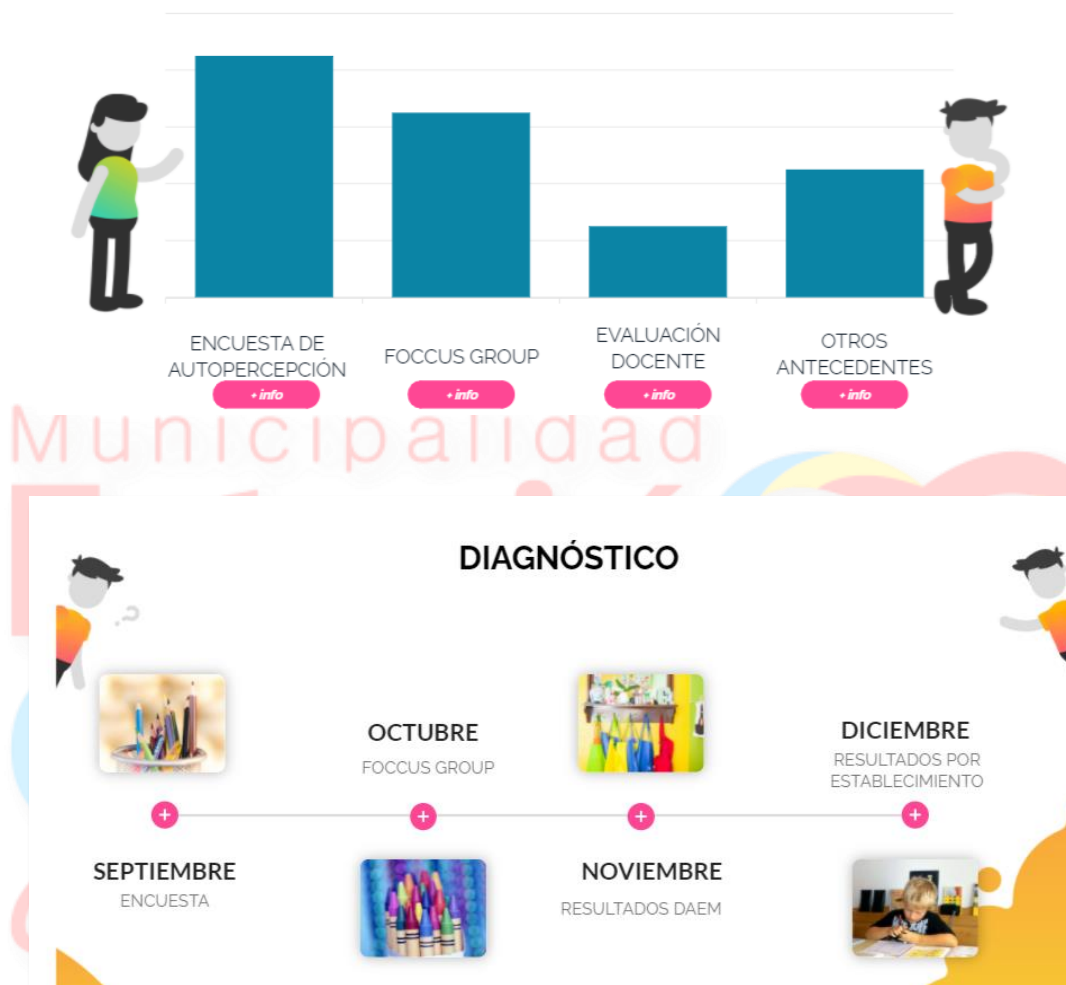 ENCUESTA DE
AUTOPERCEPCIÓN
+ info
FOCCUS GROUP
+ info
EVALUACIÓN
DOCENTE
+ info
OTROS
ANTECEDENTES
+ info
Municipalidad
DIAGNÓSTICO
?
OCTUBRE
FOCCUS GROUP
DICIEMBRE
RESULTADOS POR
ESTABLECIMIENTO
+
+
+
+
SEPTIEMBRE
ENCUESTA
NOVIEMBRE
RESULTADOS DAEM